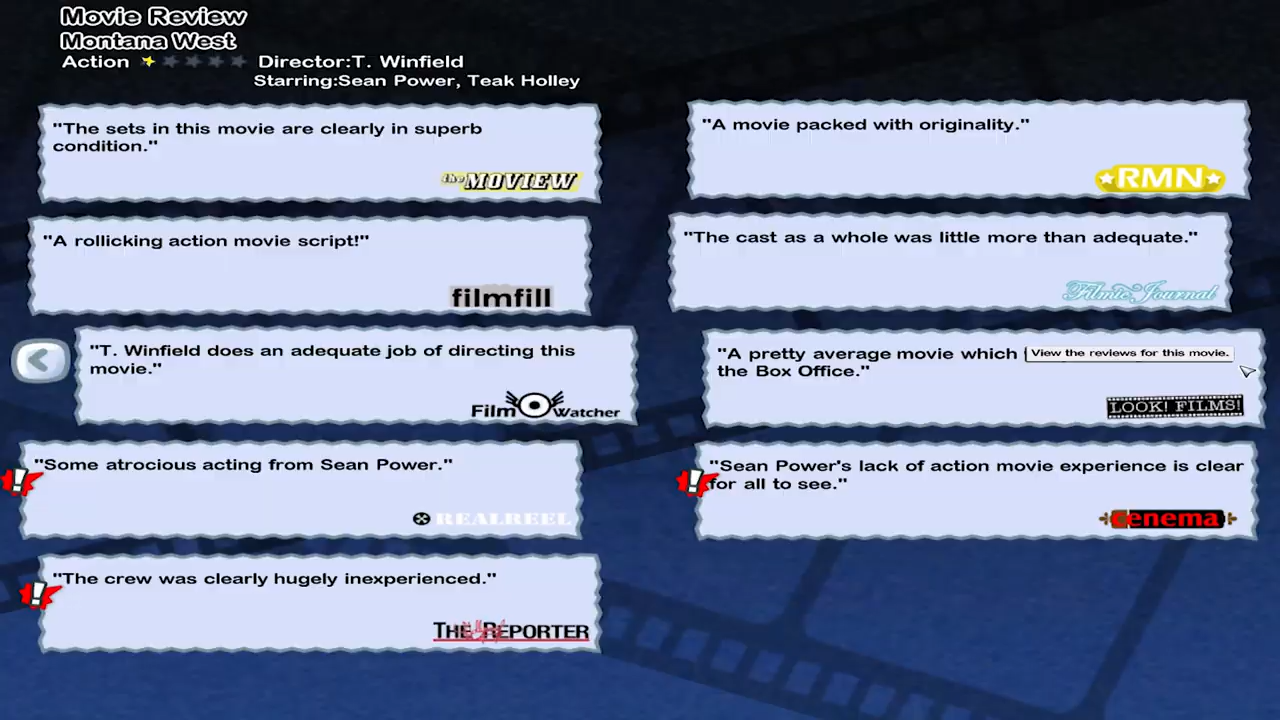 Movie Review
Montana West
Action Director:T. Winfield
Starring:Sean Power, Teak Holley
"The sets in this movie are clearly in superb
condition."
the MOVIEW
"A movie packed with originality."
RMN
"A rollicking action movie script!"
filmfill
"The cast as a whole was little more than adequate."
Filmic Journal
"T. Winfield does an adequate job of directing this
movie."
Film Watcher
"A pretty average movie which
View the reviews for this movie.
the Box Office."
LOOK! FILMS!
"Some atrocious acting from Sean Power."
REALREEL
"Sean Power's lack of action movie experience is clear
for all to see."
cenema
"The crew was clearly hugely inexperienced."
THE REPORTER